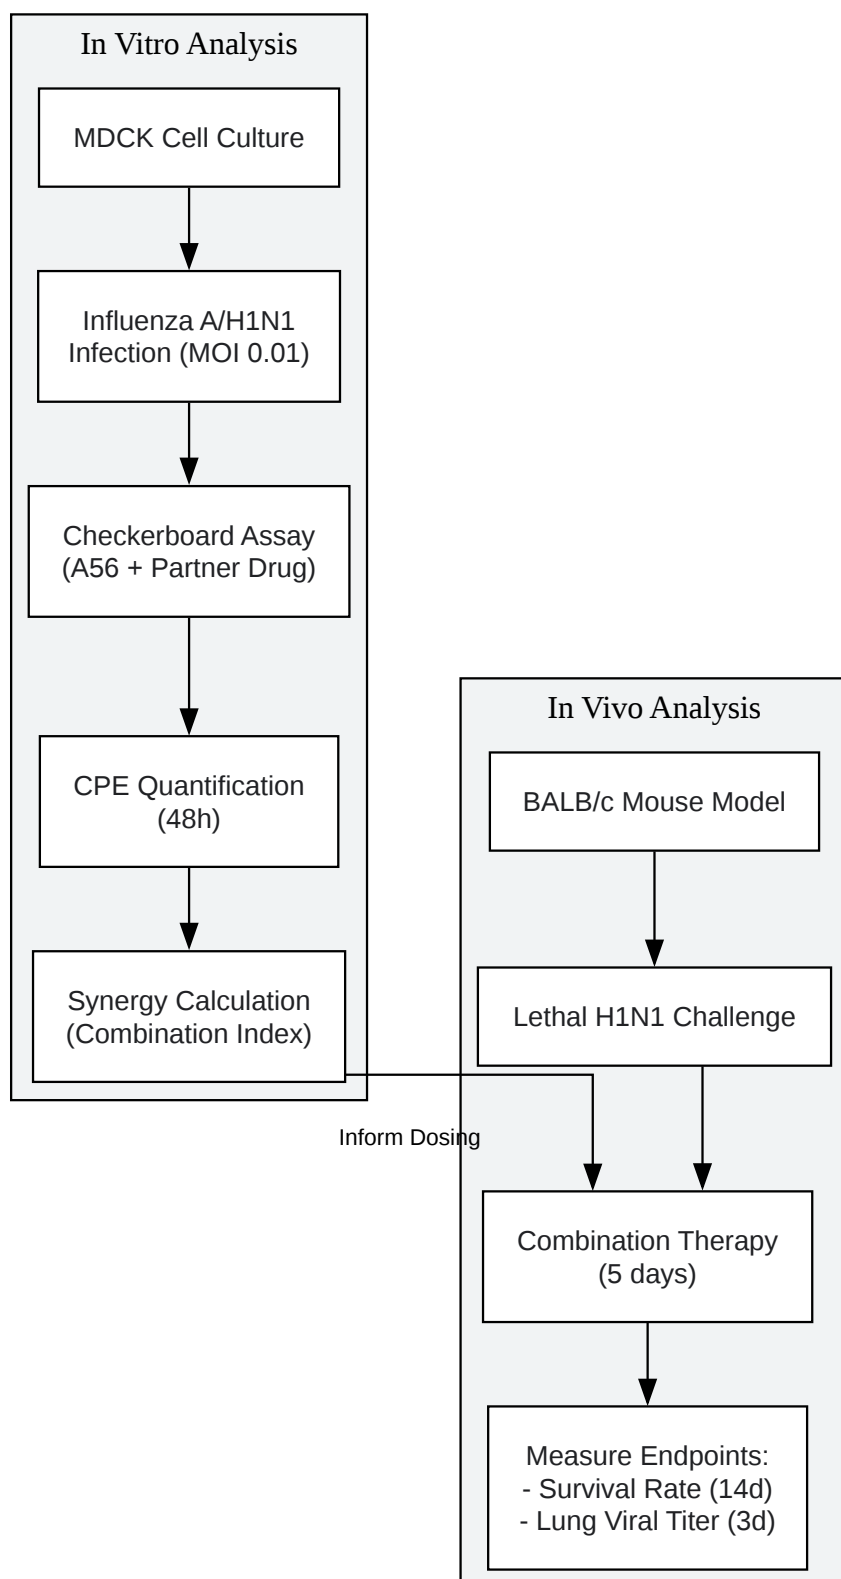 In Vitro Analysis
MDCK Cell Culture
Influenza A/H1N1
Infection (MOI 0.01)
Checkerboard Assay
(A56 + Partner Drug)
CPE Quantification
(48h)
Synergy Calculation
(Combination Index)
Inform Dosing
In Vivo Analysis
BALB/c Mouse Model
Lethal H1N1 Challenge
Combination Therapy
(5 days)
Measure Endpoints:
- Survival Rate (14d)
- Lung Viral Titer (3d)